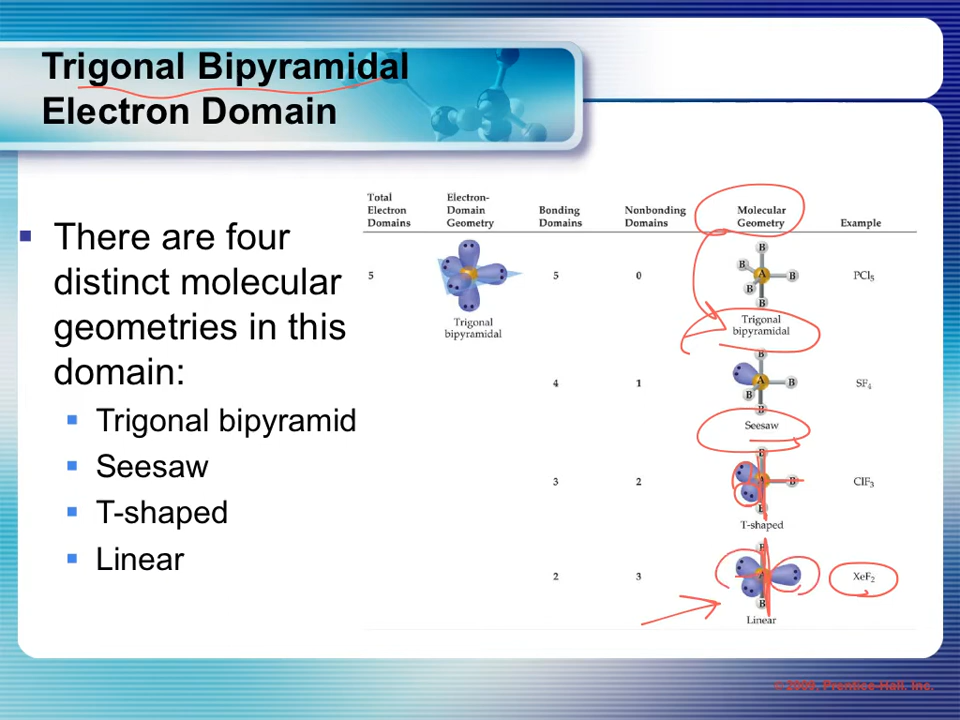 Trigonal Bipyramidal
Electron Domain
There are four
distinct molecular
geometries in this
domain:
Trigonal bipyramid
Seesaw
T-shaped
Linear
Total
Electron
Domains
Electron-
Domain
Geometry
Bonding
Domains
Nonbonding
Domains
Molecular
Geometry
Example
5
Trigonal
bipyramidal
5
0
B
B
A
B
B
B
Trigonal
bipyramidal
PCl₅
4
1
B
A
B
B
B
Seesaw
SF₄
3
2
B
A
B
B
T-shaped
ClF₃
2
3
B
A
B
Linear
XeF₂
© 2009, Prentice-Hall, Inc.